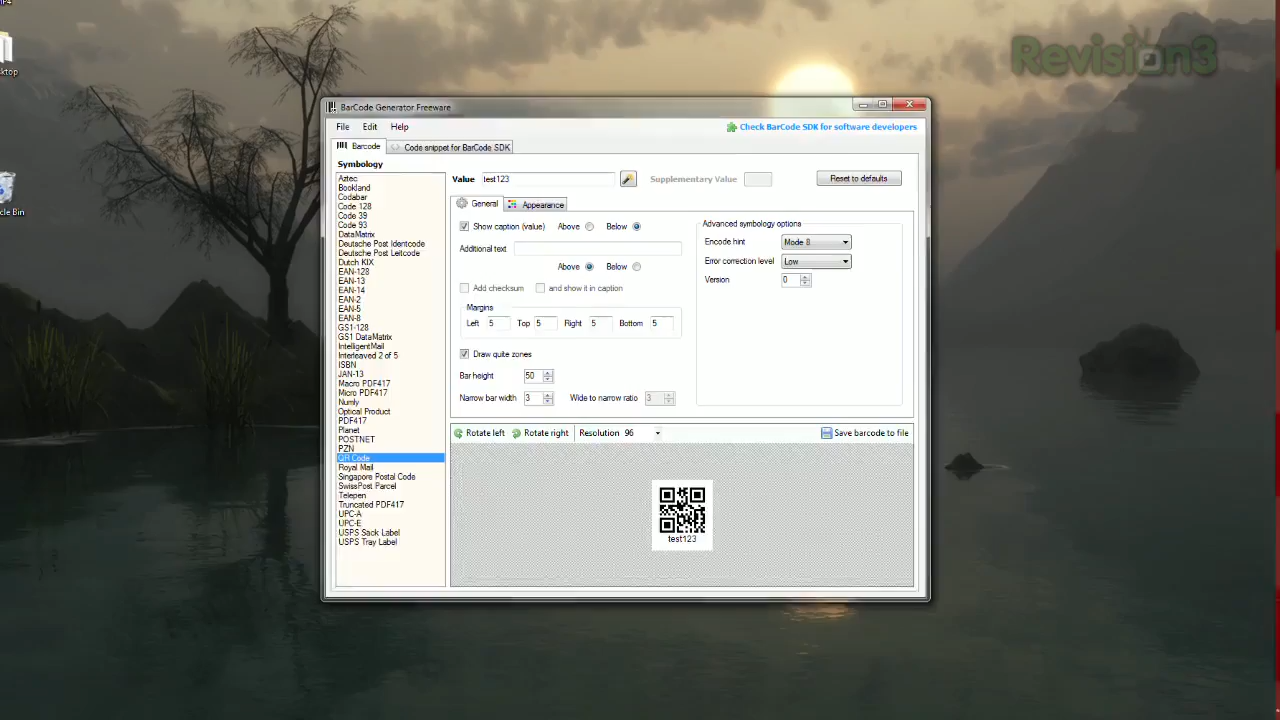 Revision3
sktop
cle Bin
BarCode Generator Freeware
File Edit Help
Check BarCode SDK for software developers
Barcode
Code snippet for BarCode SDK
Symbology
Aztec
Bookland
Codabar
Code 128
Code 39
Code 93
DataMatrix
Deutsche Post Identcode
Deutsche Post Leitcode
Dutch KIX
EAN-128
EAN-13
EAN-14
EAN-2
EAN-5
EAN-8
GS1-128
GS1 DataMatrix
IntelligentMail
Interleaved 2 of 5
ISBN
JAN-13
Macro PDF417
Micro PDF417
Numly
Optical Product
PDF417
Planet
POSTNET
PZN
QR Code
Royal Mail
Singapore Postal Code
SwissPost Parcel
Telepen
Truncated PDF417
UPC-A
UPC-E
USPS Sack Label
USPS Tray Label
Value test123
Supplementary Value
Reset to defaults
General
Appearance
Show caption (value) Above Below
Additional text
Above Below
Add checksum and show it in caption
Margins
Left 5 Top 5 Right 5 Bottom 5
Draw quite zones
Bar height 50
Narrow bar width 3 Wide to narrow ratio 3
Advanced symbology options
Encode hint Mode 8
Error correction level Low
Version 0
Rotate left Rotate right Resolution 96
Save barcode to file
test123